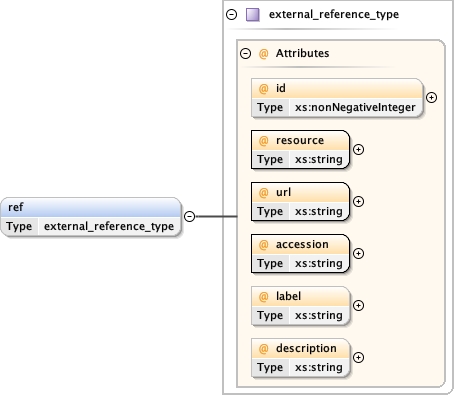 external_reference_type
@ Attributes
@ id
Type xs:nonNegativeInteger
@ resource
Type xs:string
@ url
Type xs:string
ref
Type external_reference_type
@ accession
Type xs:string
@ label
Type xs:string
@ description
Type xs:string